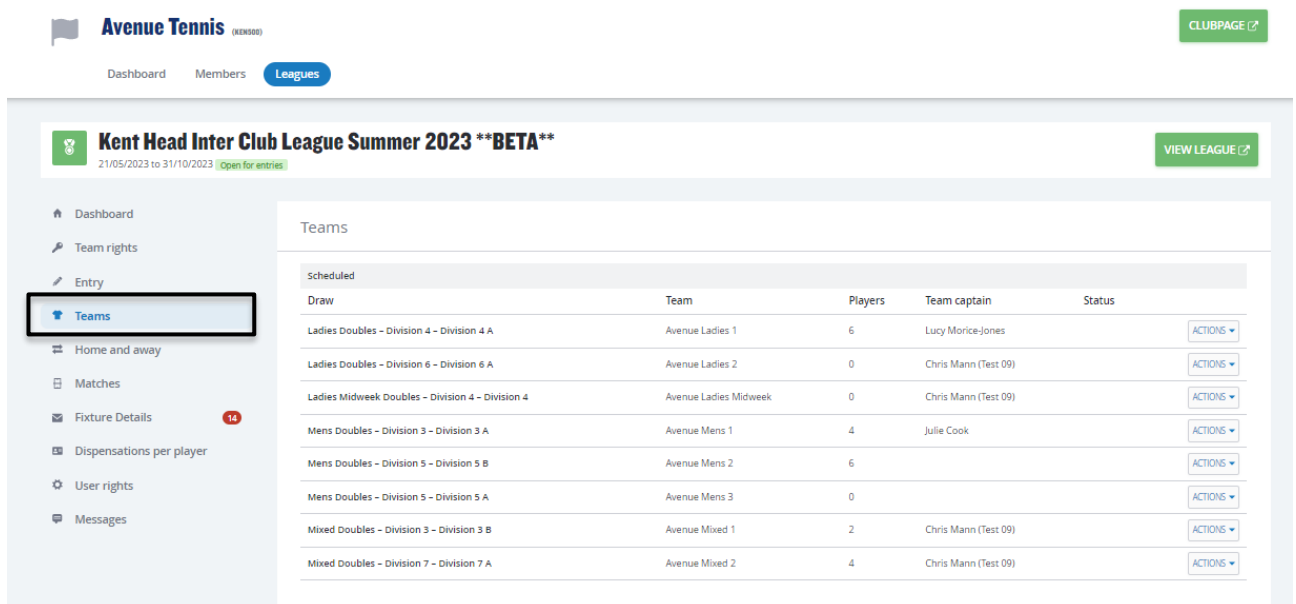 Avenue Tennis (KEN500)
CLUBPAGE
Dashboard Members Leagues
Kent Head Inter Club League Summer 2023 **BETA**
21/05/2023 to 31/10/2023 Open for entries
VIEW LEAGUE
Dashboard
Team rights
Entry
Teams
Home and away
Matches
Fixture Details 14
Dispensations per player
User rights
Messages
Teams
Scheduled
Draw Team Players Team captain Status
Ladies Doubles – Division 4 – Division 4 A Avenue Ladies 1 6 Lucy Morice-Jones ACTIONS
Ladies Doubles – Division 6 – Division 6 A Avenue Ladies 2 0 Chris Mann (Test 09) ACTIONS
Ladies Midweek Doubles – Division 4 – Division 4 Avenue Ladies Midweek 0 Chris Mann (Test 09) ACTIONS
Mens Doubles – Division 3 – Division 3 A Avenue Mens 1 4 Julie Cook ACTIONS
Mens Doubles – Division 5 – Division 5 B Avenue Mens 2 6 ACTIONS
Mens Doubles – Division 5 – Division 5 A Avenue Mens 3 0 ACTIONS
Mixed Doubles – Division 3 – Division 3 B Avenue Mixed 1 2 Chris Mann (Test 09) ACTIONS
Mixed Doubles – Division 7 – Division 7 A Avenue Mixed 2 4 Chris Mann (Test 09) ACTIONS